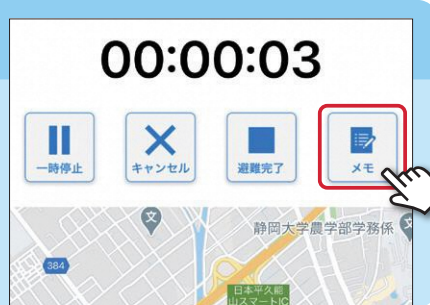 00:00:03
一時停止
キャンセル
避難完了
メモ
文
静岡大学農学部学務係
文
384
日本平久能
山スマートIC